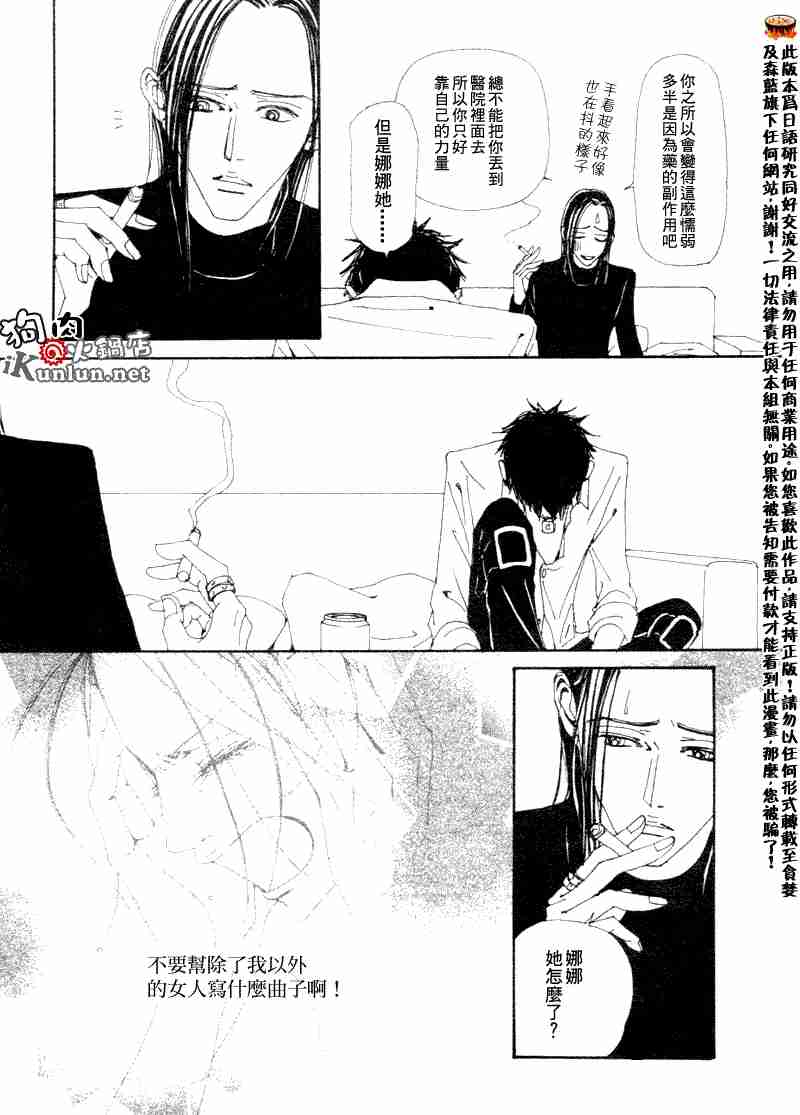 你之所以會變得這麼懦弱
多半是因為藥的副作用吧
手看起來好像
也在抖的樣子
總不能把你丟到
醫院裡面去
所以你只好
靠自己的力量
但是娜娜她……
娜娜
她怎麼了？
不要幫除了我以外
的女人寫什麼曲子啊！
此版本爲日語研究同好交流之用，請勿用于任何商業用途。如您喜歡此作品，請支持正版！請勿以任何形式轉載至貪婪
及森藍旗下任何網站，謝謝！一切法律責任與本組無關。如果您被告知需要付款才能看到此漫畫，那麼，您被騙了！
狗肉
火鍋店
iKunlun.net